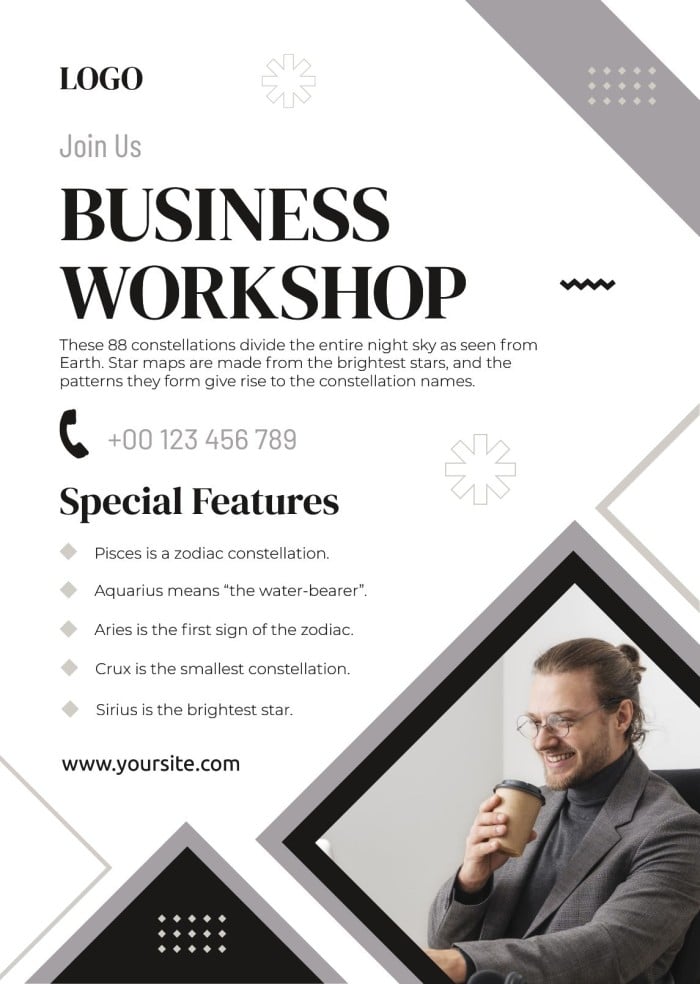 LOGO
Join Us
BUSINESS
WORKSHOP
These 88 constellations divide the entire night sky as seen from
Earth. Star maps are made from the brightest stars, and the
patterns they form give rise to the constellation names.
+00 123 456 789
Special Features
Pisces is a zodiac constellation.
Aquarius means “the water-bearer”.
Aries is the first sign of the zodiac.
Crux is the smallest constellation.
Sirius is the brightest star.
www.yoursite.com